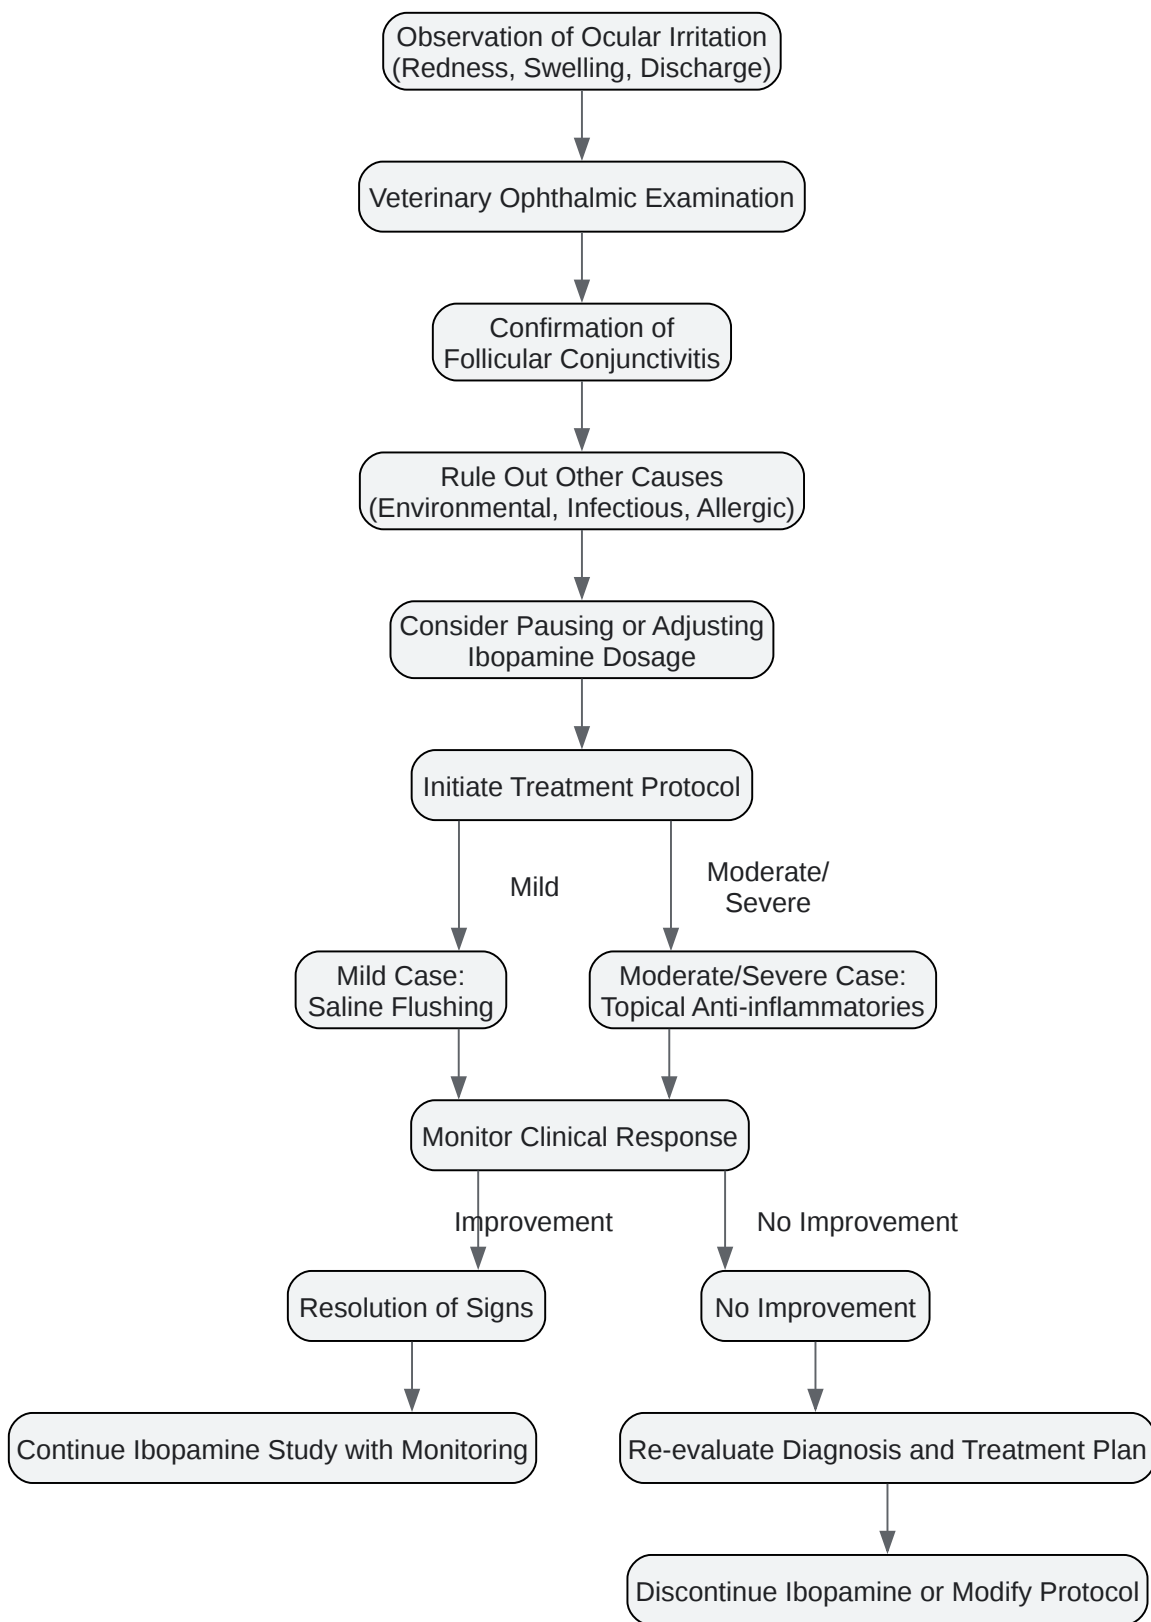 Observation of Ocular Irritation
(Redness, Swelling, Discharge)
Veterinary Ophthalmic Examination
Confirmation of
Follicular Conjunctivitis
Rule Out Other Causes
(Environmental, Infectious, Allergic)
Consider Pausing or Adjusting
Ibopamine Dosage
Initiate Treatment Protocol
Mild
Moderate/
Severe
Mild Case:
Saline Flushing
Moderate/Severe Case:
Topical Anti-inflammatories
Monitor Clinical Response
Improvement
No Improvement
Resolution of Signs
No Improvement
Continue Ibopamine Study with Monitoring
Re-evaluate Diagnosis and Treatment Plan
Discontinue Ibopamine or Modify Protocol